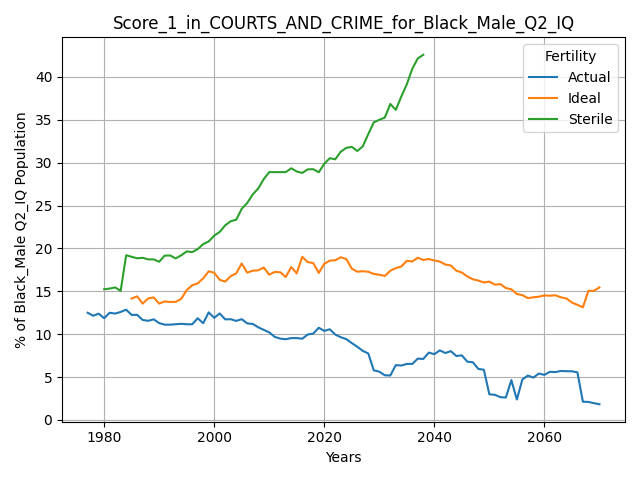 Score_1_in_COURTS_AND_CRIME_for_Black_Male_Q2_IQ
Fertility
Actual
Ideal
Sterile
% of Black_Male Q2_IQ Population
40
35
30
25
20
15
10
5
0
1980 2000 2020 2040 2060
Years